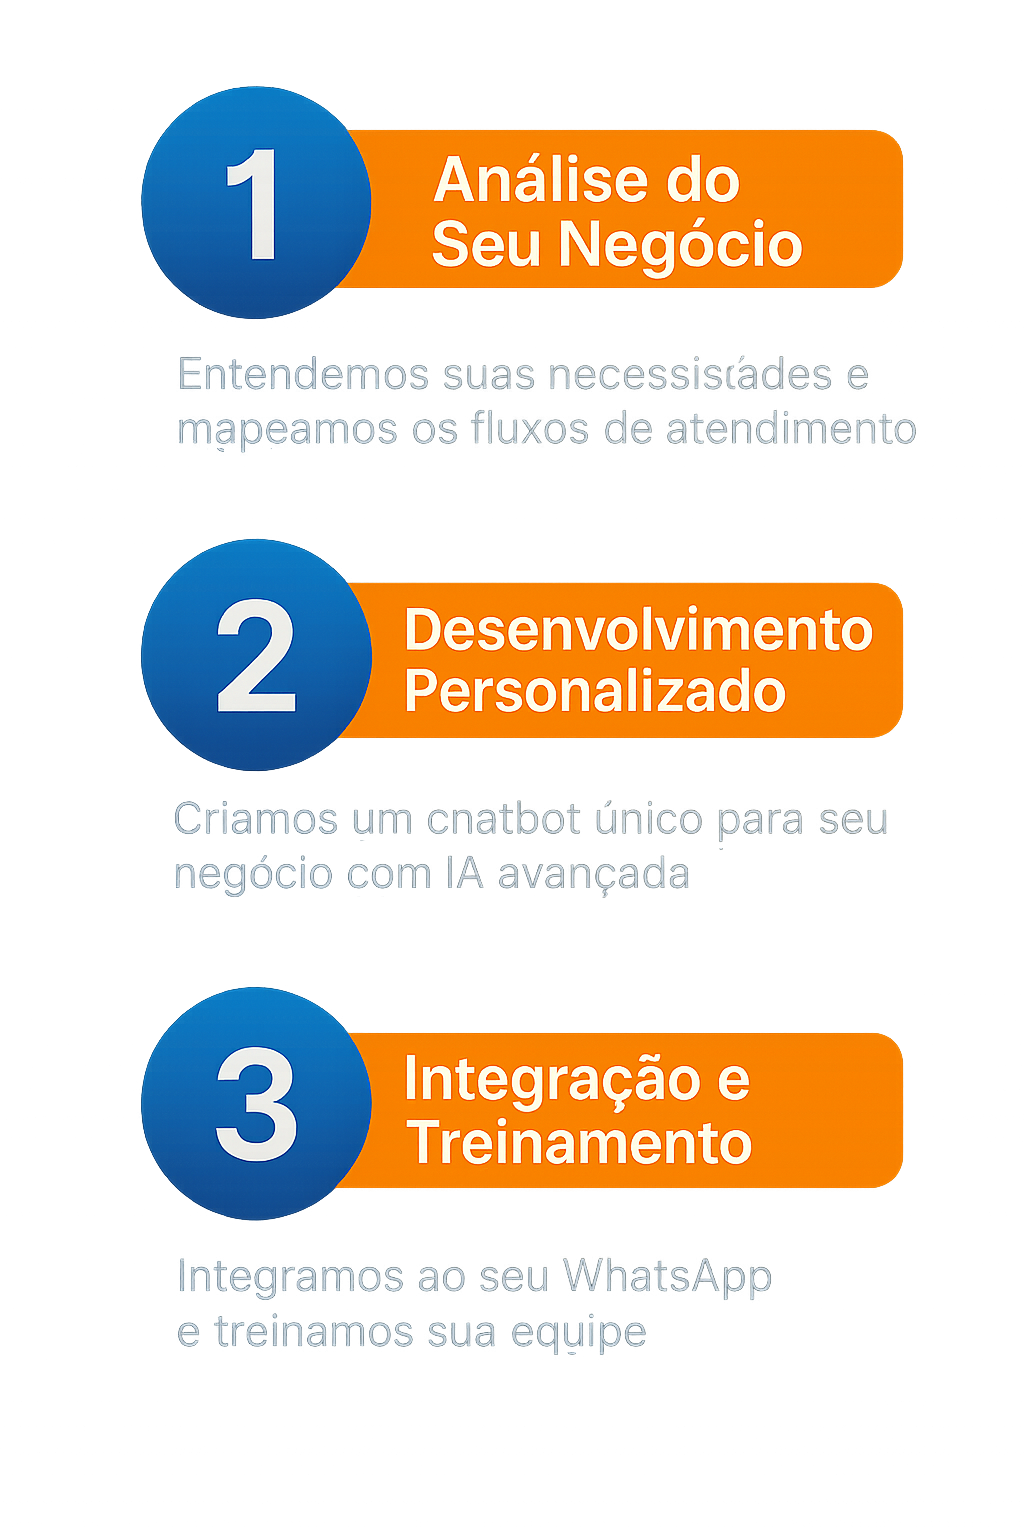 1
Análise do
Seu Negócio
Entendemos suas e
mapeamos os fluxos de atendimento
2
Desenvolvimento
Personalizado
Criamos um cnatbot único para seu
negócio com IA avançada
3
Integração e
Treinamento
Integramos ao seu WhatsApp
e treinamos sua equipe